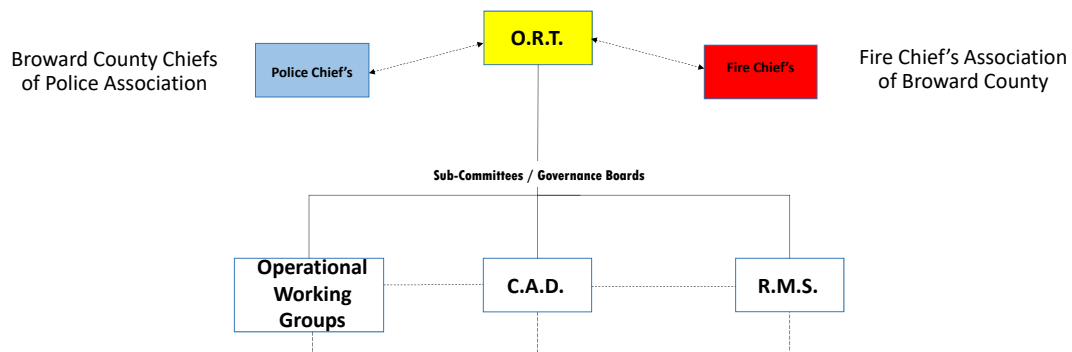 O.R.T.
Broward County Chiefs
of Police Association
Police Chief's
Fire Chief's
Fire Chief's Association
of Broward County
Sub-Committees / Governance Boards
Operational
Working
Groups
C.A.D.
R.M.S.